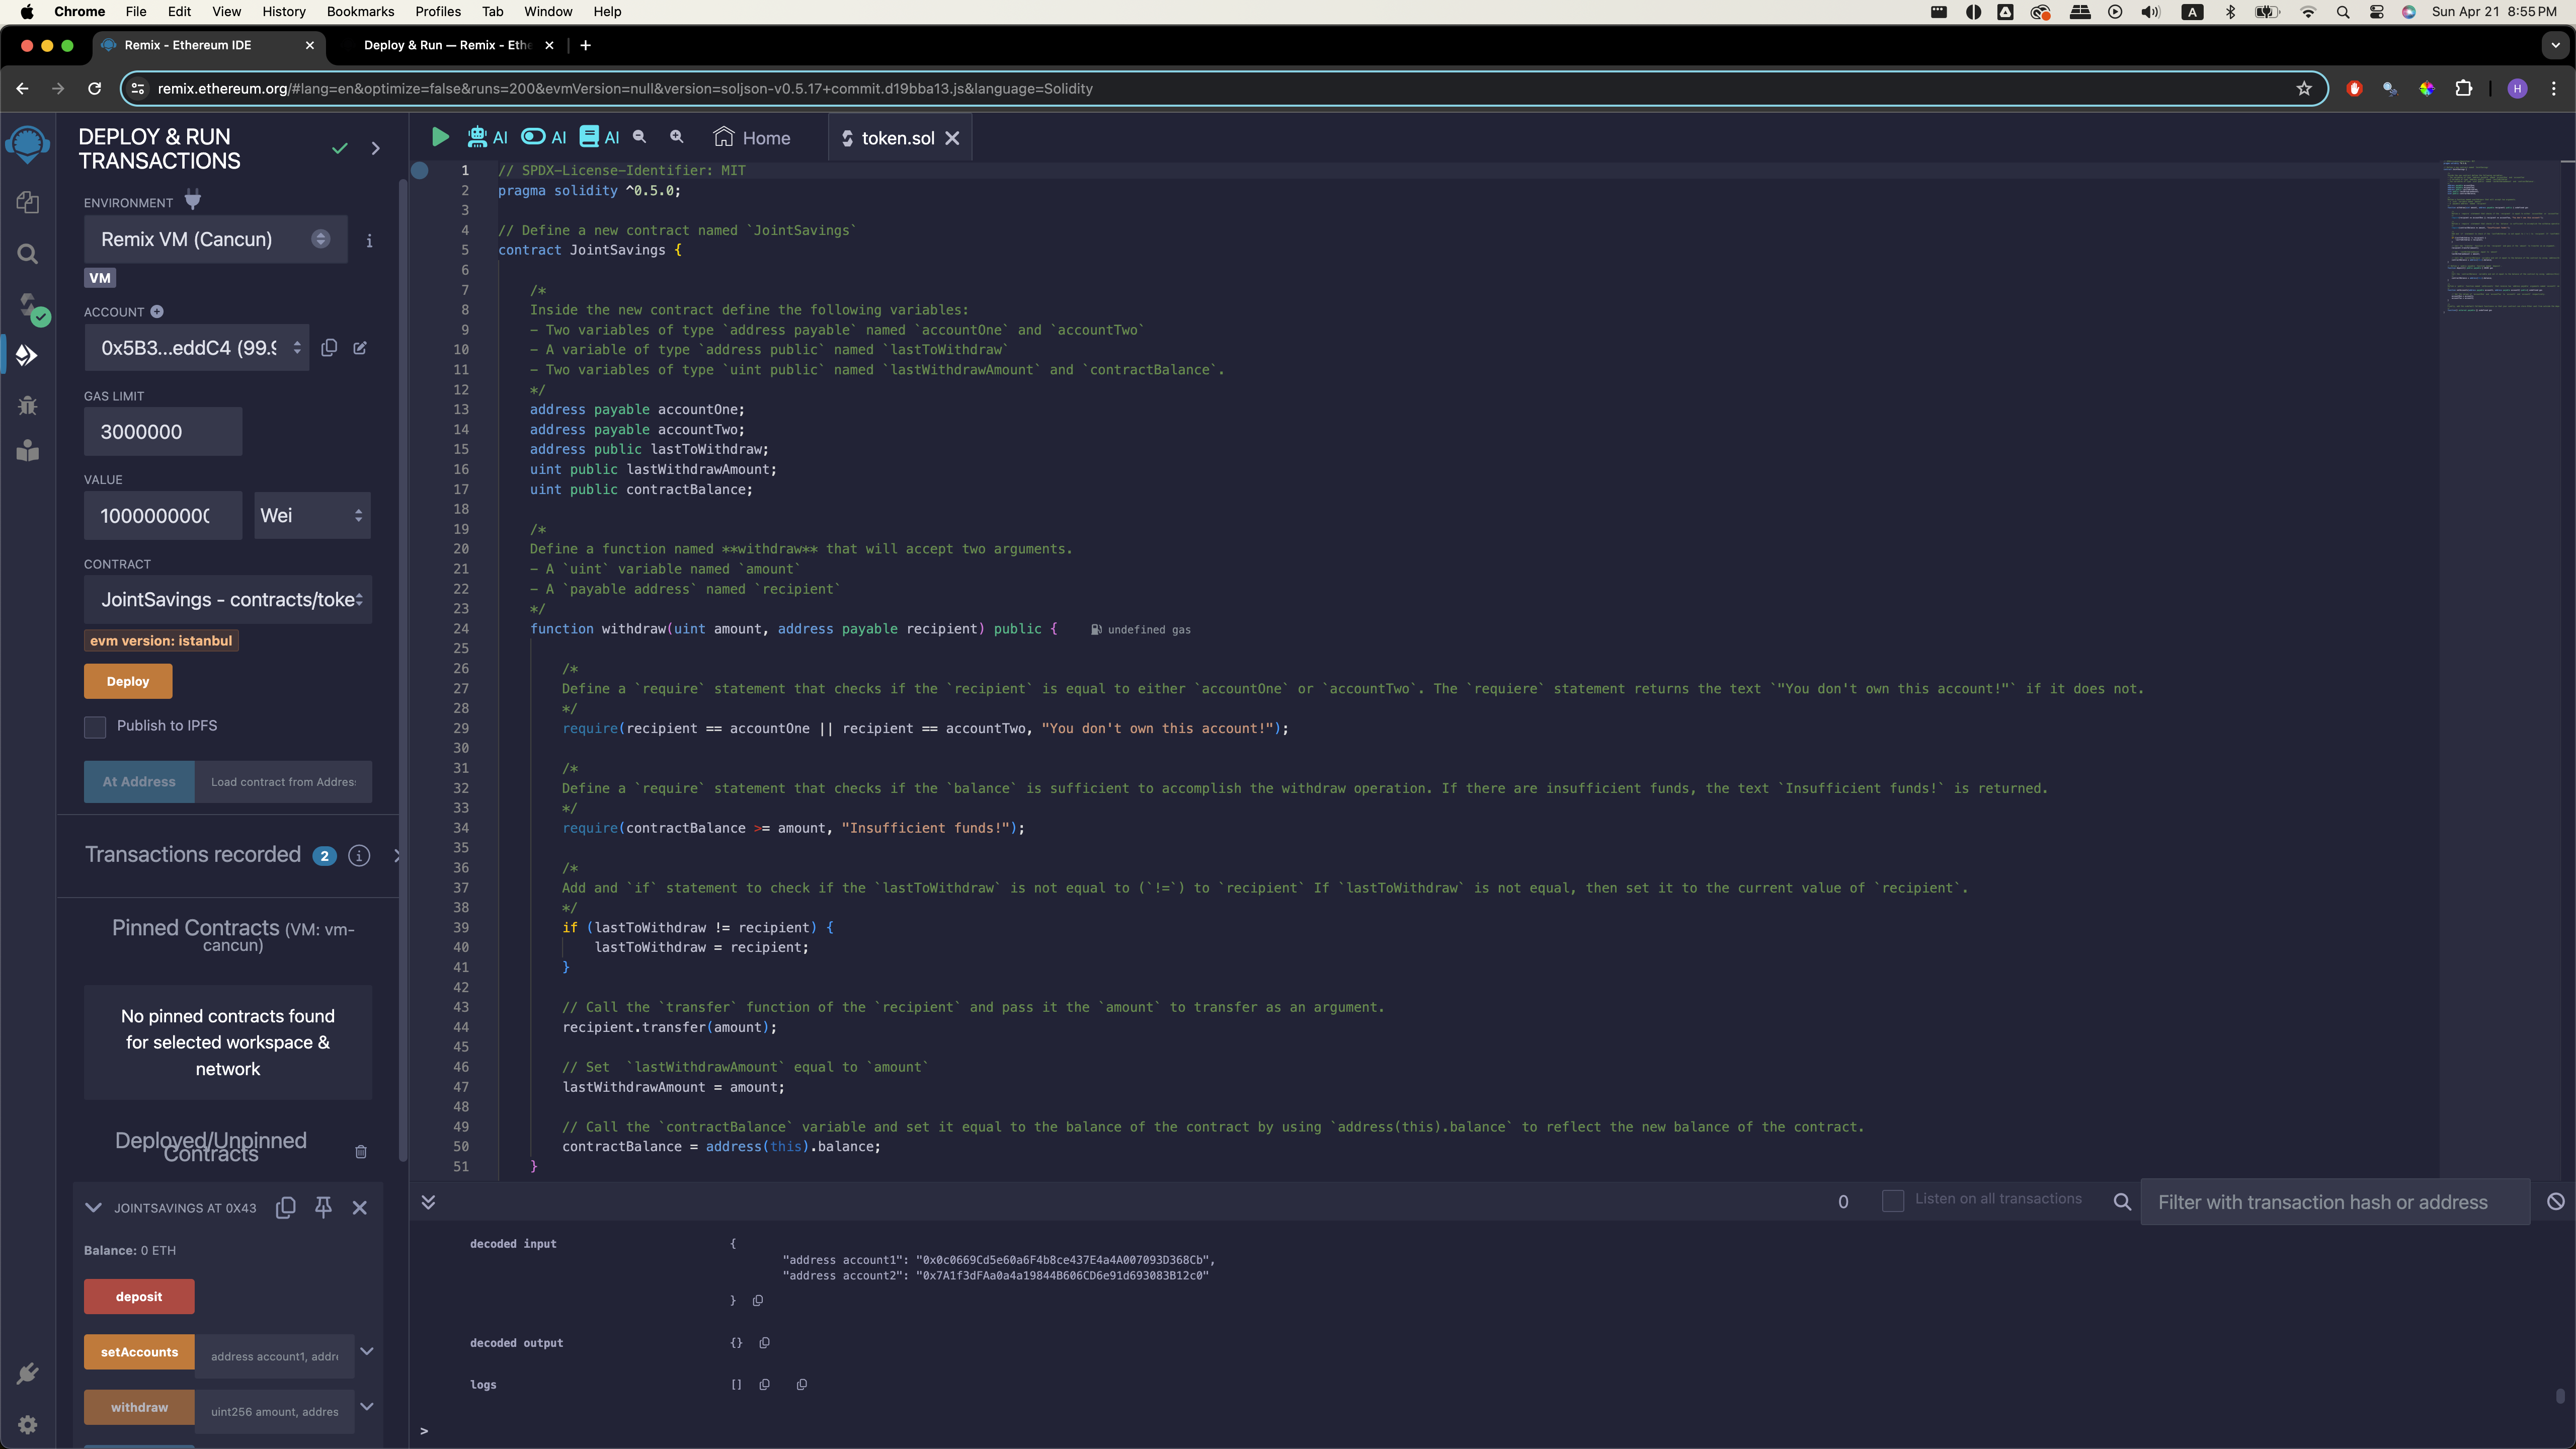 Chrome File Edit View History Bookmarks Profiles Tab Window Help
A
Sun Apr 21 8:55 PM
Remix - Ethereum IDE
Deploy & Run — Remix - Ethe
remix.ethereum.org/#lang=en&optimize=false&runs=200&evmVersion=null&version=soljson-v0.5.17+commit.d19bba13.js&language=Solidity
H
DEPLOY & RUN
TRANSACTIONS
ENVIRONMENT
Remix VM (Cancun)
i
VM
ACCOUNT
0x5B3...eddC4 (99.9
GAS LIMIT
3000000
VALUE
1000000000(
Wei
CONTRACT
JointSavings - contracts/toke
evm version: istanbul
Deploy
Publish to IPFS
At Address
Load contract from Address
Transactions recorded 2 i
Pinned Contracts (VM: vm-
cancun)
No pinned contracts found
for selected workspace &
network
Deployed/Unpinned
Contracts
JOINTSAVINGS AT 0X43
Balance: 0 ETH
deposit
setAccounts address account1, addre
withdraw uint256 amount, addres
AI AI AI Home token.sol
1 // SPDX-License-Identifier: MIT
2 pragma solidity ^0.5.0;
3
4 // Define a new contract named `JointSavings`
5 contract JointSavings {
6
7 /*
8 Inside the new contract define the following variables:
9 - Two variables of type `address payable` named `accountOne` and `accountTwo`
10 - A variable of type `address public` named `lastToWithdraw`
11 - Two variables of type `uint public` named `lastWithdrawAmount` and `contractBalance`.
12 */
13 address payable accountOne;
14 address payable accountTwo;
15 address public lastToWithdraw;
16 uint public lastWithdrawAmount;
17 uint public contractBalance;
18
19 /*
20 Define a function named **withdraw** that will accept two arguments.
21 - A `uint` variable named `amount`
22 - A `payable address` named `recipient`
23 */
24 function withdraw(uint amount, address payable recipient) public { undefined gas
25
26 /*
27 Define a `require` statement that checks if the `recipient` is equal to either `accountOne` or `accountTwo`. The `requiere` statement returns the text `"You don't own this account!"` if it does not.
28 */
29 require(recipient == accountOne || recipient == accountTwo, "You don't own this account!");
30
31 /*
32 Define a `require` statement that checks if the `balance` is sufficient to accomplish the withdraw operation. If there are insufficient funds, the text `Insufficient funds!` is returned.
33 */
34 require(contractBalance >= amount, "Insufficient funds!");
35
36 /*
37 Add and `if` statement to check if the `lastToWithdraw` is not equal to (`!=`) to `recipient` If `lastToWithdraw` is not equal, then set it to the current value of `recipient`.
38 */
39 if (lastToWithdraw != recipient) {
40 lastToWithdraw = recipient;
41 }
42
43 // Call the `transfer` function of the `recipient` and pass it the `amount` to transfer as an argument.
44 recipient.transfer(amount);
45
46 // Set  `lastWithdrawAmount` equal to `amount`
47 lastWithdrawAmount = amount;
48
49 // Call the `contractBalance` variable and set it equal to the balance of the contract by using `address(this).balance` to reflect the new balance of the contract.
50 contractBalance = address(this).balance;
51 }
0 Listen on all transactions Filter with transaction hash or address
decoded input {
"address account1": "0x0c0669Cd5e60a6F4b8ce437E4a4A007093D368Cb",
"address account2": "0x7A1f3dFAa0a4a19844B606CD6e91d693083B12c0"
}
decoded output {}
logs []
>